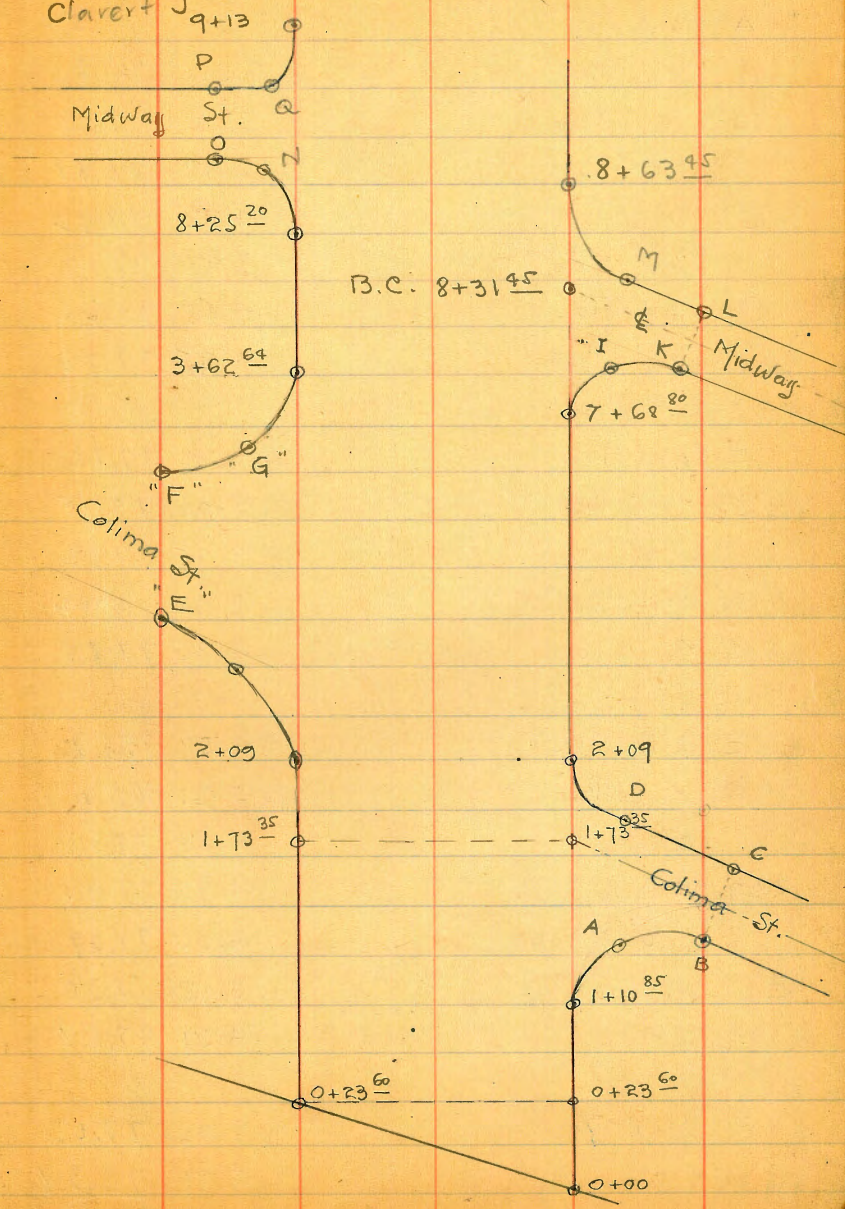 Clavert
9+13
P
Q
Midway St.
O
N
8+25 20
8+63 45
M
B.C. 8+31 45
L
℄
Midway
"I
K
3+62 64
7+68 80
"G"
"F"
Colima St.
"E"
2+09
2+09
D
1+73 35
1+73 35
C
Colima St.
A
B
1+10 85
0+23 60
0+23 60
0+00